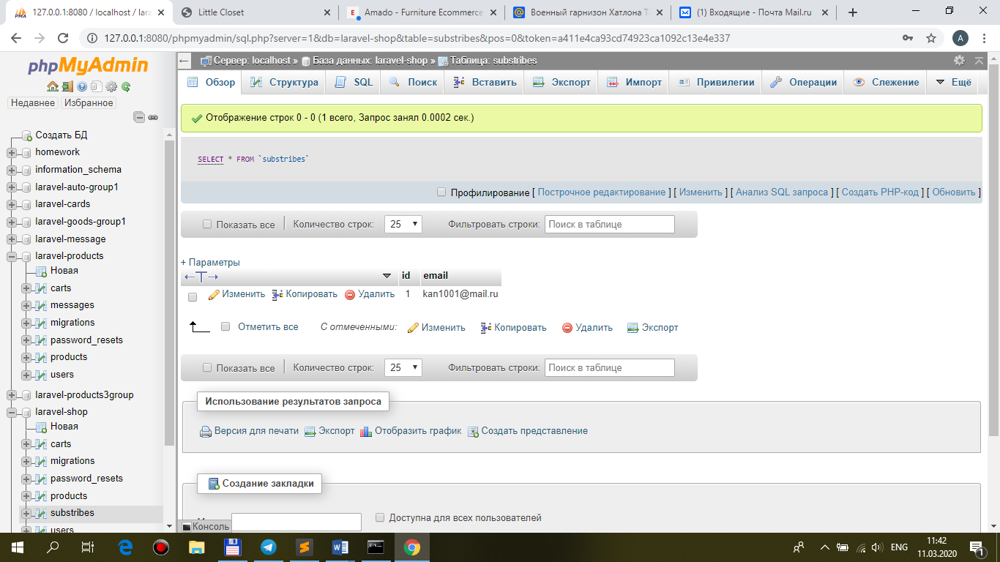 127.0.0.1:8080 / localhost / lara
Little Closet
Amado - Furniture Ecommerce
Военный гарнизон Хатлона Т
(1) Входящие - Почта Mail.ru
127.0.0.1:8080/phpmyadmin/sql.php?server=1&db=laravel-shop&table=substribes&pos=0&token=a411e4ca93cd74923ca1092c13e4e337
A
phpMyAdmin
Недавнее Избранное
Создать БД
homework
information_schema
laravel-auto-group1
laravel-cards
laravel-goods-group1
laravel-message
laravel-products
Новая
carts
messages
migrations
password_resets
products
users
laravel-products3group
laravel-shop
Новая
carts
migrations
password_resets
products
substribes
users
Сервер: localhost » База данных: laravel-shop » Таблица: substribes
Обзор Структура SQL Поиск Вставить Экспорт Импорт Привилегии Операции Слежение Ещё
Отображение строк 0 - 0 (1 всего, Запрос занял 0.0002 сек.)
SELECT * FROM `substribes`
Профилирование [ Построчное редактирование ] [ Изменить ] [ Анализ SQL запроса ] [ Создать PHP-код ] [ Обновить ]
Показать все Количество строк: 25 Фильтровать строки: Поиск в таблице
+ Параметры
←T→ id email
Изменить Копировать Удалить 1 kan1001@mail.ru
Отметить все С отмеченными: Изменить Копировать Удалить Экспорт
Показать все Количество строк: 25 Фильтровать строки: Поиск в таблице
Использование результатов запроса
Версия для печати Экспорт Отобразить график Создать представление
Создание закладки
Доступна для всех пользователей
Консоль
ENG
11:42
11.03.2020
1